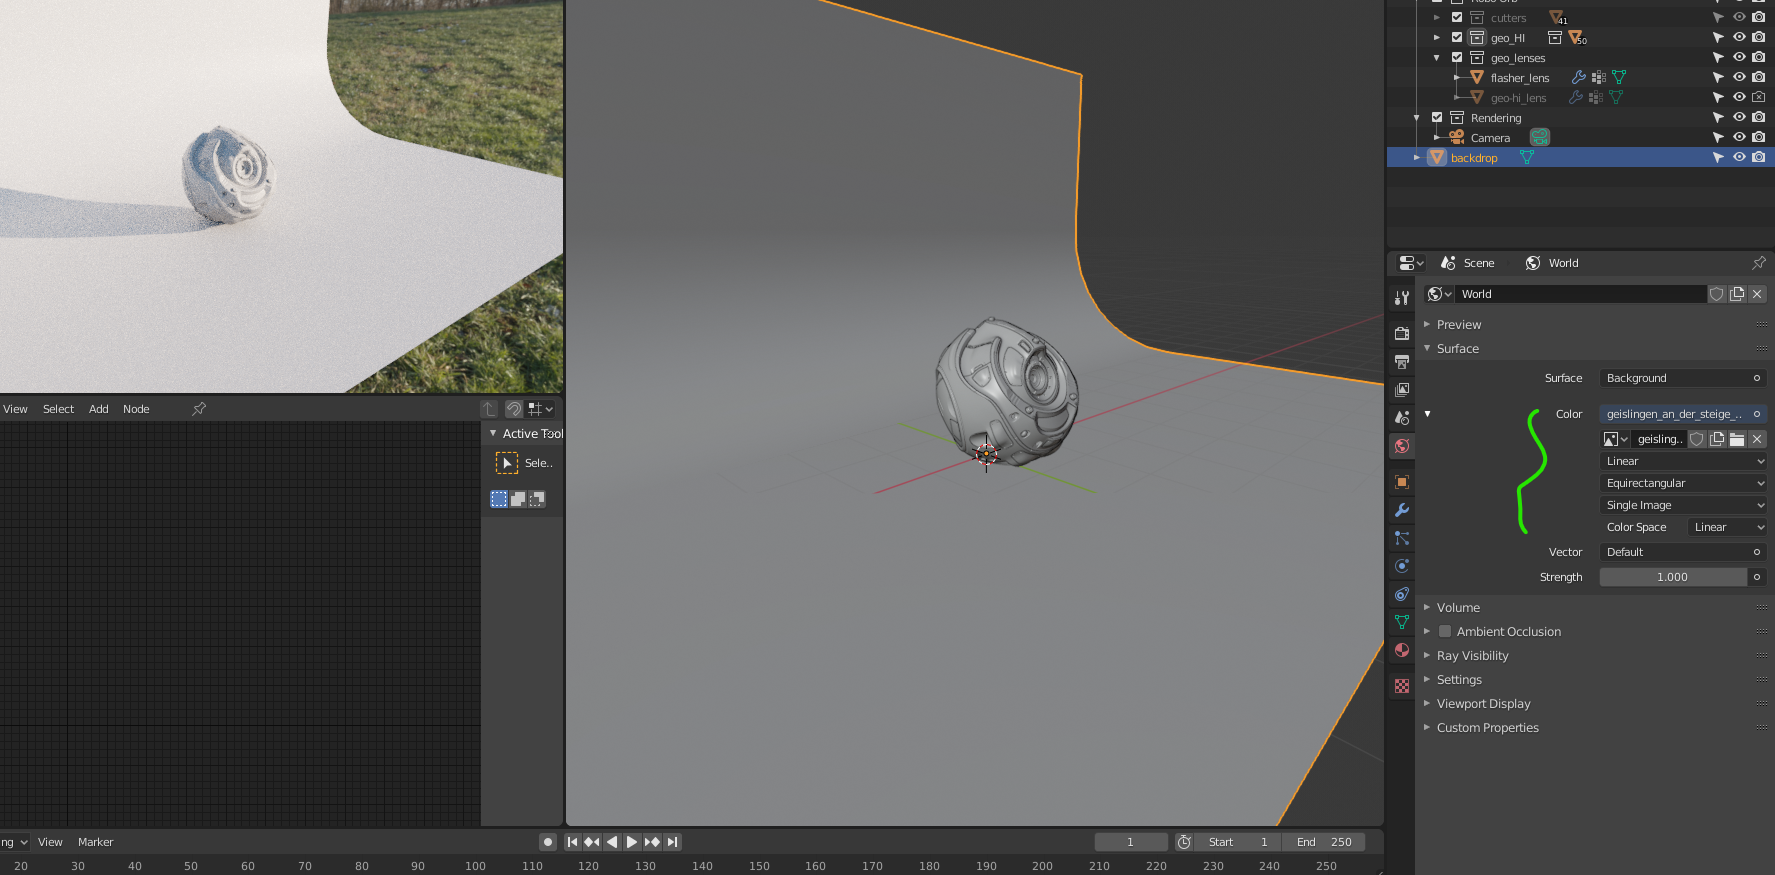 cutters 41
geo_HI 50
geo_lenses
flasher_lens
geo-hi_lens
Rendering
Camera
backdrop
Scene World
World
Preview
Surface
Surface Background
Color geislingen_an_der_steige_..
geisling..
Linear
Equirectangular
Single Image
Color Space Linear
Vector Default
Strength 1.000
Volume
Ambient Occlusion
Ray Visibility
Settings
Viewport Display
Custom Properties
View Select Add Node
Active Tool
Sele..
ng View Marker
1 Start 1 End 250
20 30 40 50 60 70 80 90 100 110 120 130 140 150 160 170 180 190 200 210 220 230 240 250